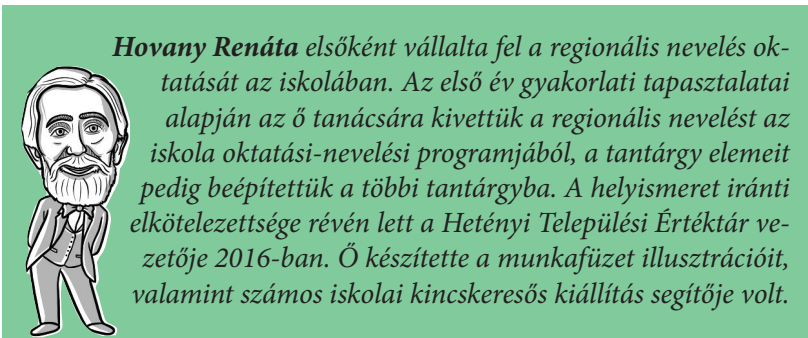 Hovany Renáta elsőként vállalta fel a regionális nevelés ok-
tatását az iskolában. Az első év gyakorlati tapasztalatai
alapján az ő tanácsára kivettük a regionális nevelést az
iskola oktatási-nevelési programjából, a tantárgy elemeit
pedig beépítettük a többi tantárgyba. A helyismeret iránti
elkötelezettsége révén lett a Hetényi Települési Értéktár ve-
zetője 2016-ban. Ő készítette a munkafüzet illusztrációit,
valamint számos iskolai kincskeresős kiállítás segítője volt.